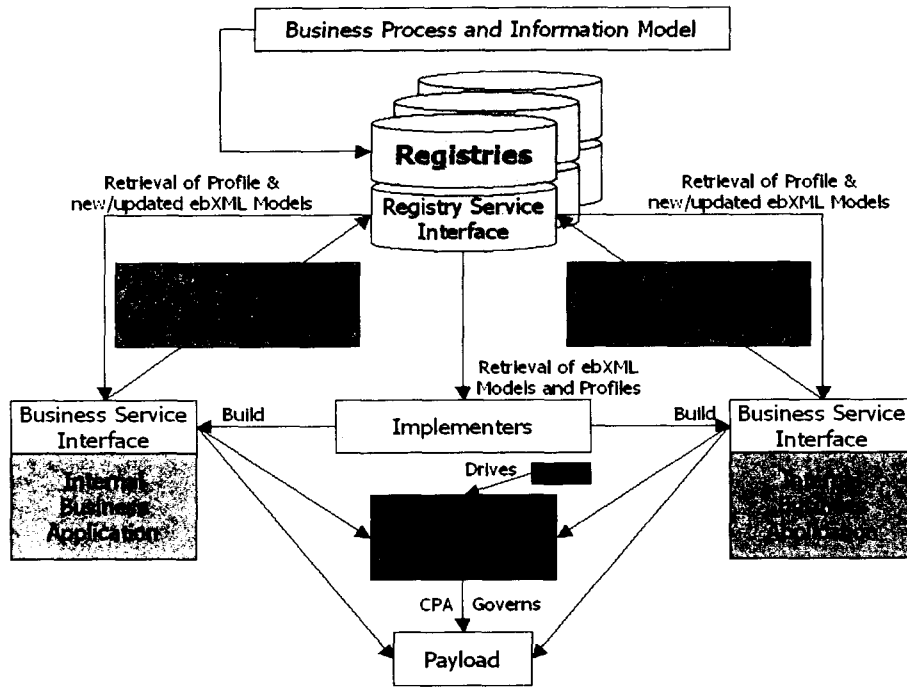 Business Process and Information Model
Registries
Registry Service
Interface
Retrieval of Profile &
new/updated ebXML Models
Retrieval of Profile &
new/updated ebXML Models
Retrieval of ebXML
Models and Profiles
Business Service
Interface
Build
Implementers
Build
Business Service
Interface
Internal
Business
Application
Drives
Application
CPA Governs
Payload